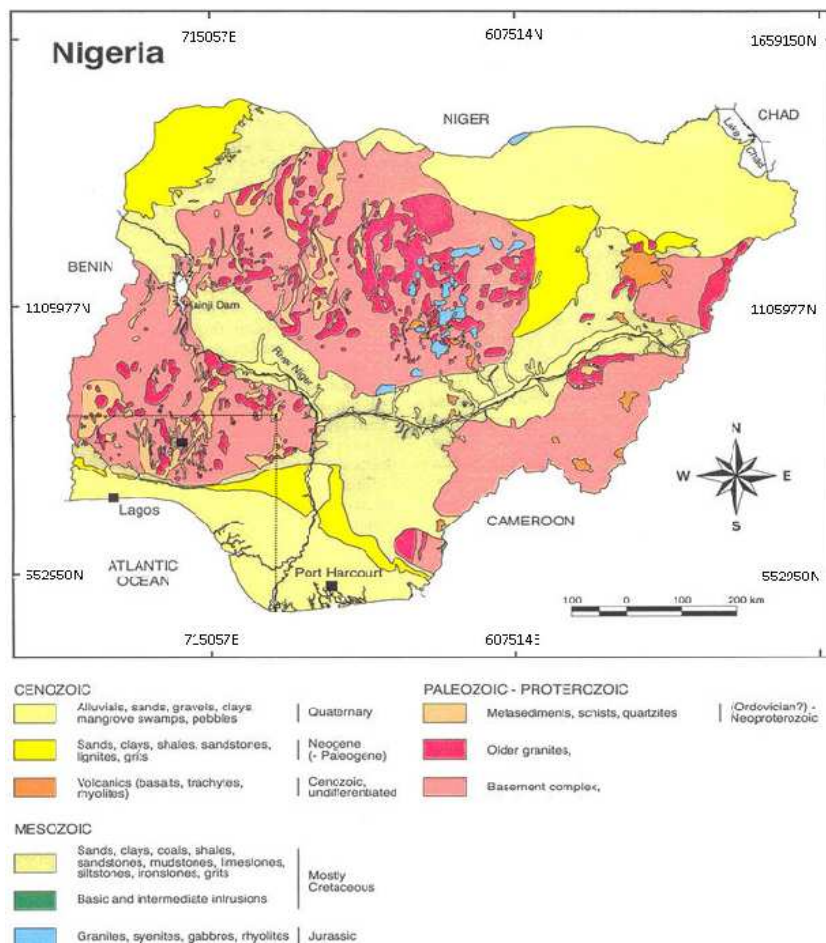 715057E
607514N
1659150N
Nigeria
NIGER
CHAD
Lake
Chad
BENIN
1105977N
Kainji Dam
1105977N
River Niger
N
W
E
S
Lagos
CAMEROON
ATLANTIC
OCEAN
552950N
Port Harcourt
552950N
100 0 100 200 km
715057E
607514E
CENOZOIC
Alluvials, sands, gravels, clays
mangrove swamps, pebbles
Quaternary
Sands, clays, shales, sandstones,
lignites, grits
Neogene
(- Paleogene)
Volcanics (basalts, trachytes,
rhyolites)
Cenozoic,
undifferentiated
PALEOZOIC - PROTEROZOIC
Metasediments, schists, quartzites
(Ordovician?) -
Neoproterozoic
Older granites,
Basement complex,
MESOZOIC
Sands, clays, coals, shales,
sandstones, mudstones, limestones,
siltstones, ironstones, grits
Mostly
Cretaceous
Basic and intermediate intrusions
Granites, syenites, gabbros, rhyolites
Jurassic